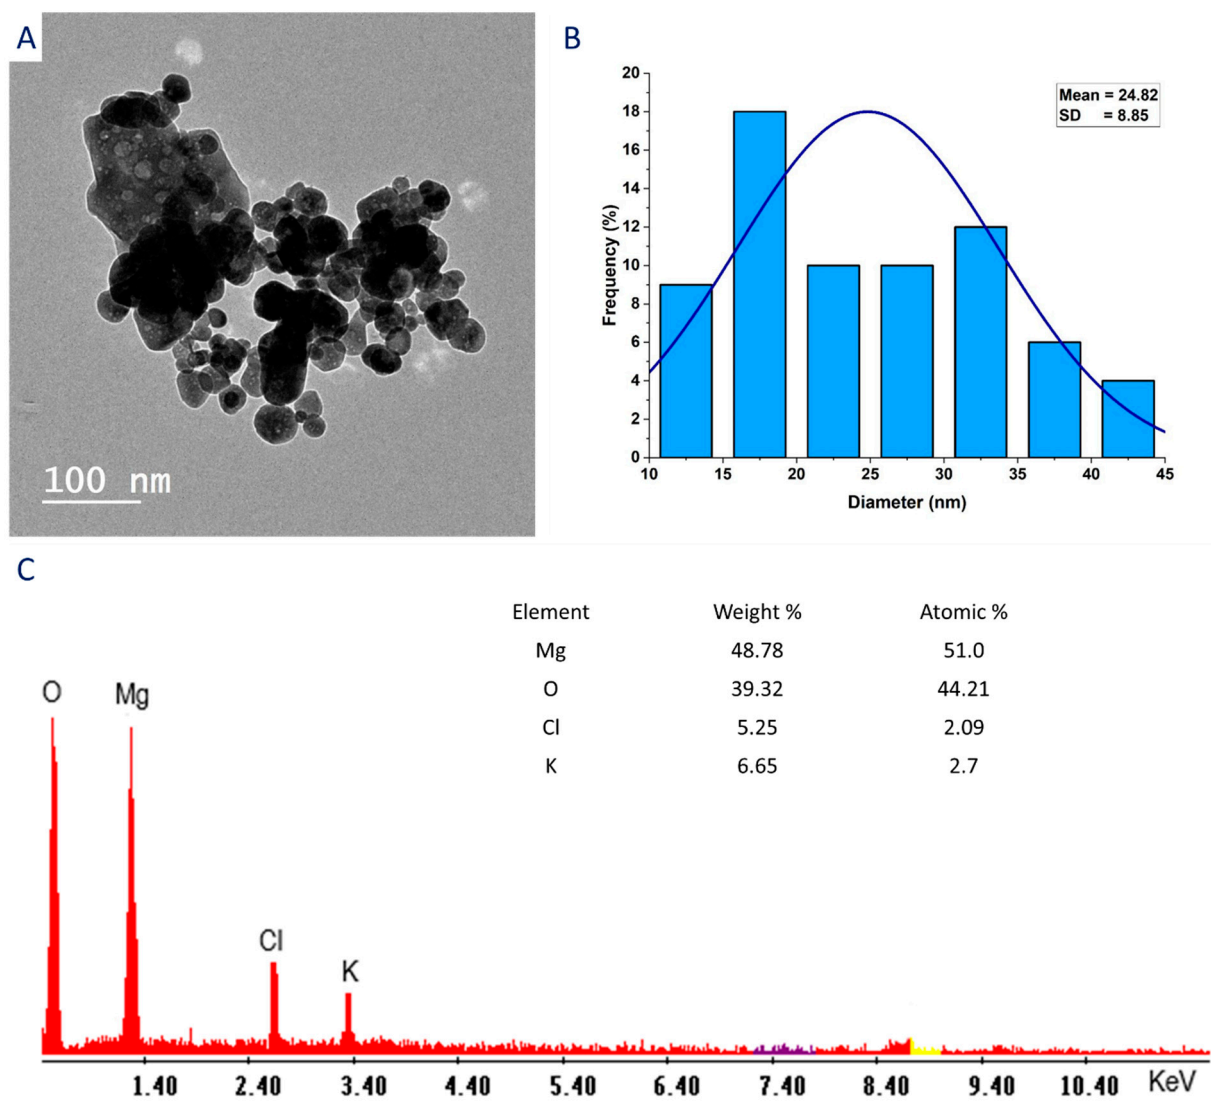 A
100 nm
B
Mean = 24.82
SD = 8.85
Frequency (%)
20
18
16
14
12
10
8
6
4
2
0
10 15 20 25 30 35 40 45
Diameter (nm)
C
Element Weight % Atomic %
Mg 48.78 51.0
O 39.32 44.21
Cl 5.25 2.09
K 6.65 2.7
O
Mg
Cl
K
1.40 2.40 3.40 4.40 5.40 6.40 7.40 8.40 9.40 10.40 KeV